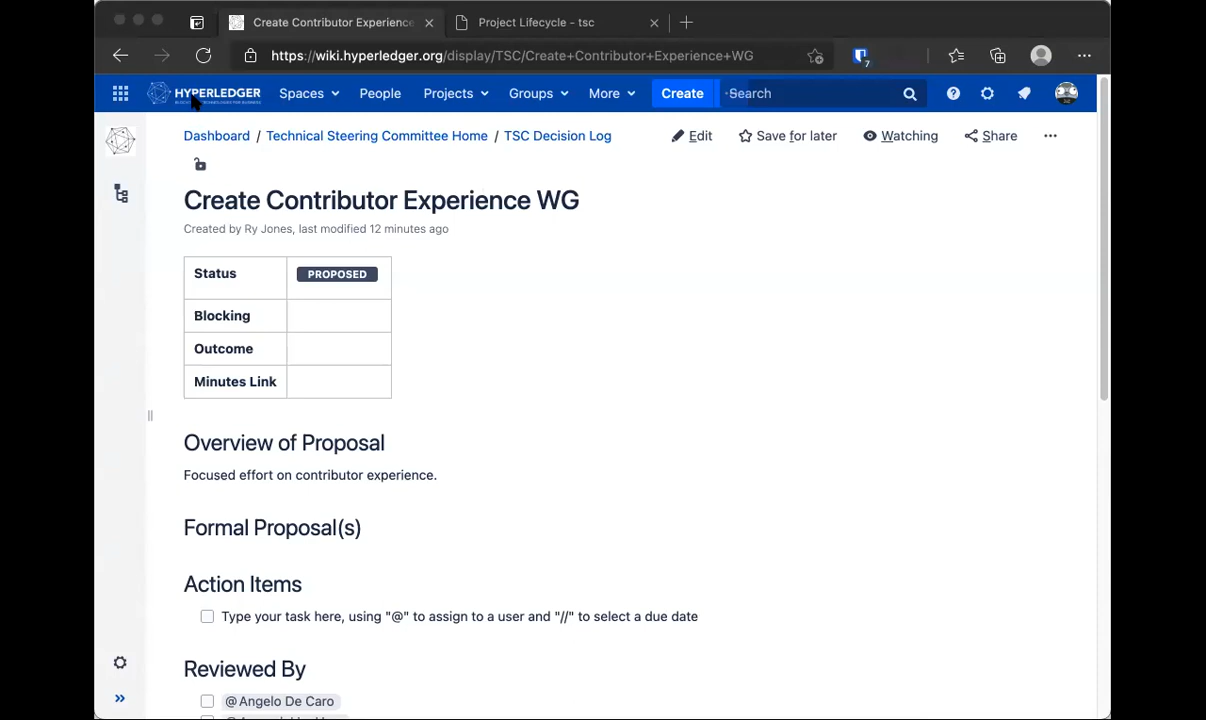 Create Contributor Experience
Project Lifecycle - tsc
https://wiki.hyperledger.org/display/TSC/Create+Contributor+Experience+WG
7
HYPERLEDGER
Spaces
People
Projects
Groups
More
Create
Search
Dashboard / Technical Steering Committee Home / TSC Decision Log
Edit
Save for later
Watching
Share
Create Contributor Experience WG
Created by Ry Jones, last modified 12 minutes ago
Status PROPOSED
Blocking
Outcome
Minutes Link
Overview of Proposal
Focused effort on contributor experience.
Formal Proposal(s)
Action Items
Type your task here, using "@" to assign to a user and "//" to select a due date
Reviewed By
@Angelo De Caro